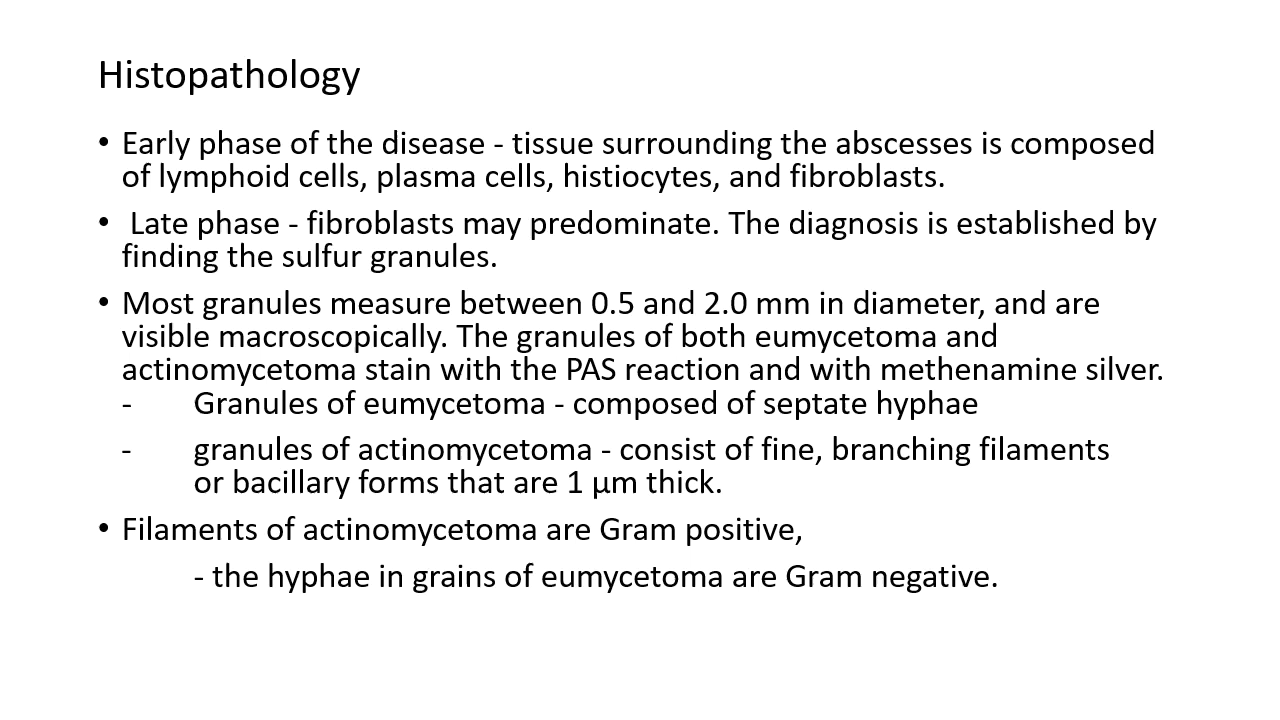 Histopathology
• Early phase of the disease - tissue surrounding the abscesses is composed
of lymphoid cells, plasma cells, histiocytes, and fibroblasts.
• Late phase - fibroblasts may predominate. The diagnosis is established by
finding the sulfur granules.
• Most granules measure between 0.5 and 2.0 mm in diameter, and are
visible macroscopically. The granules of both eumycetoma and
actinomycetoma stain with the PAS reaction and with methenamine silver.
- Granules of eumycetoma - composed of septate hyphae
- granules of actinomycetoma - consist of fine, branching filaments
or bacillary forms that are 1 μm thick.
• Filaments of actinomycetoma are Gram positive,
- the hyphae in grains of eumycetoma are Gram negative.